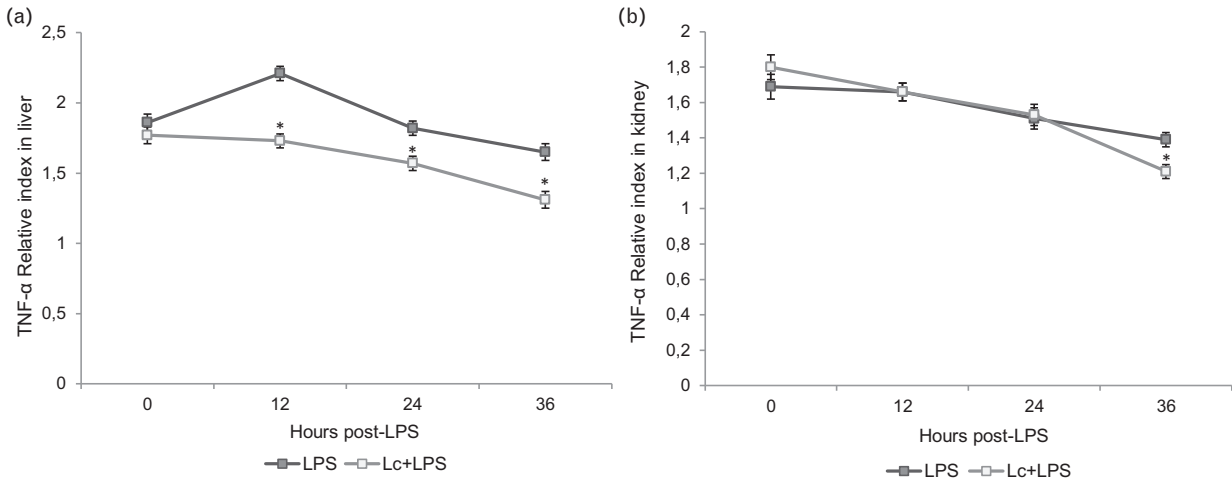 (a)
2,5
2
1,5
1
0,5
0
TNF-α Relative index in liver
*
*
*
0 12 24 36
Hours post-LPS
LPS Lc+LPS
(b)
2
1,8
1,6
1,4
1,2
1
0,8
0,6
0,4
0,2
0
TNF-α Relative index in kidney
*
0 12 24 36
Hours post-LPS
LPS Lc+LPS